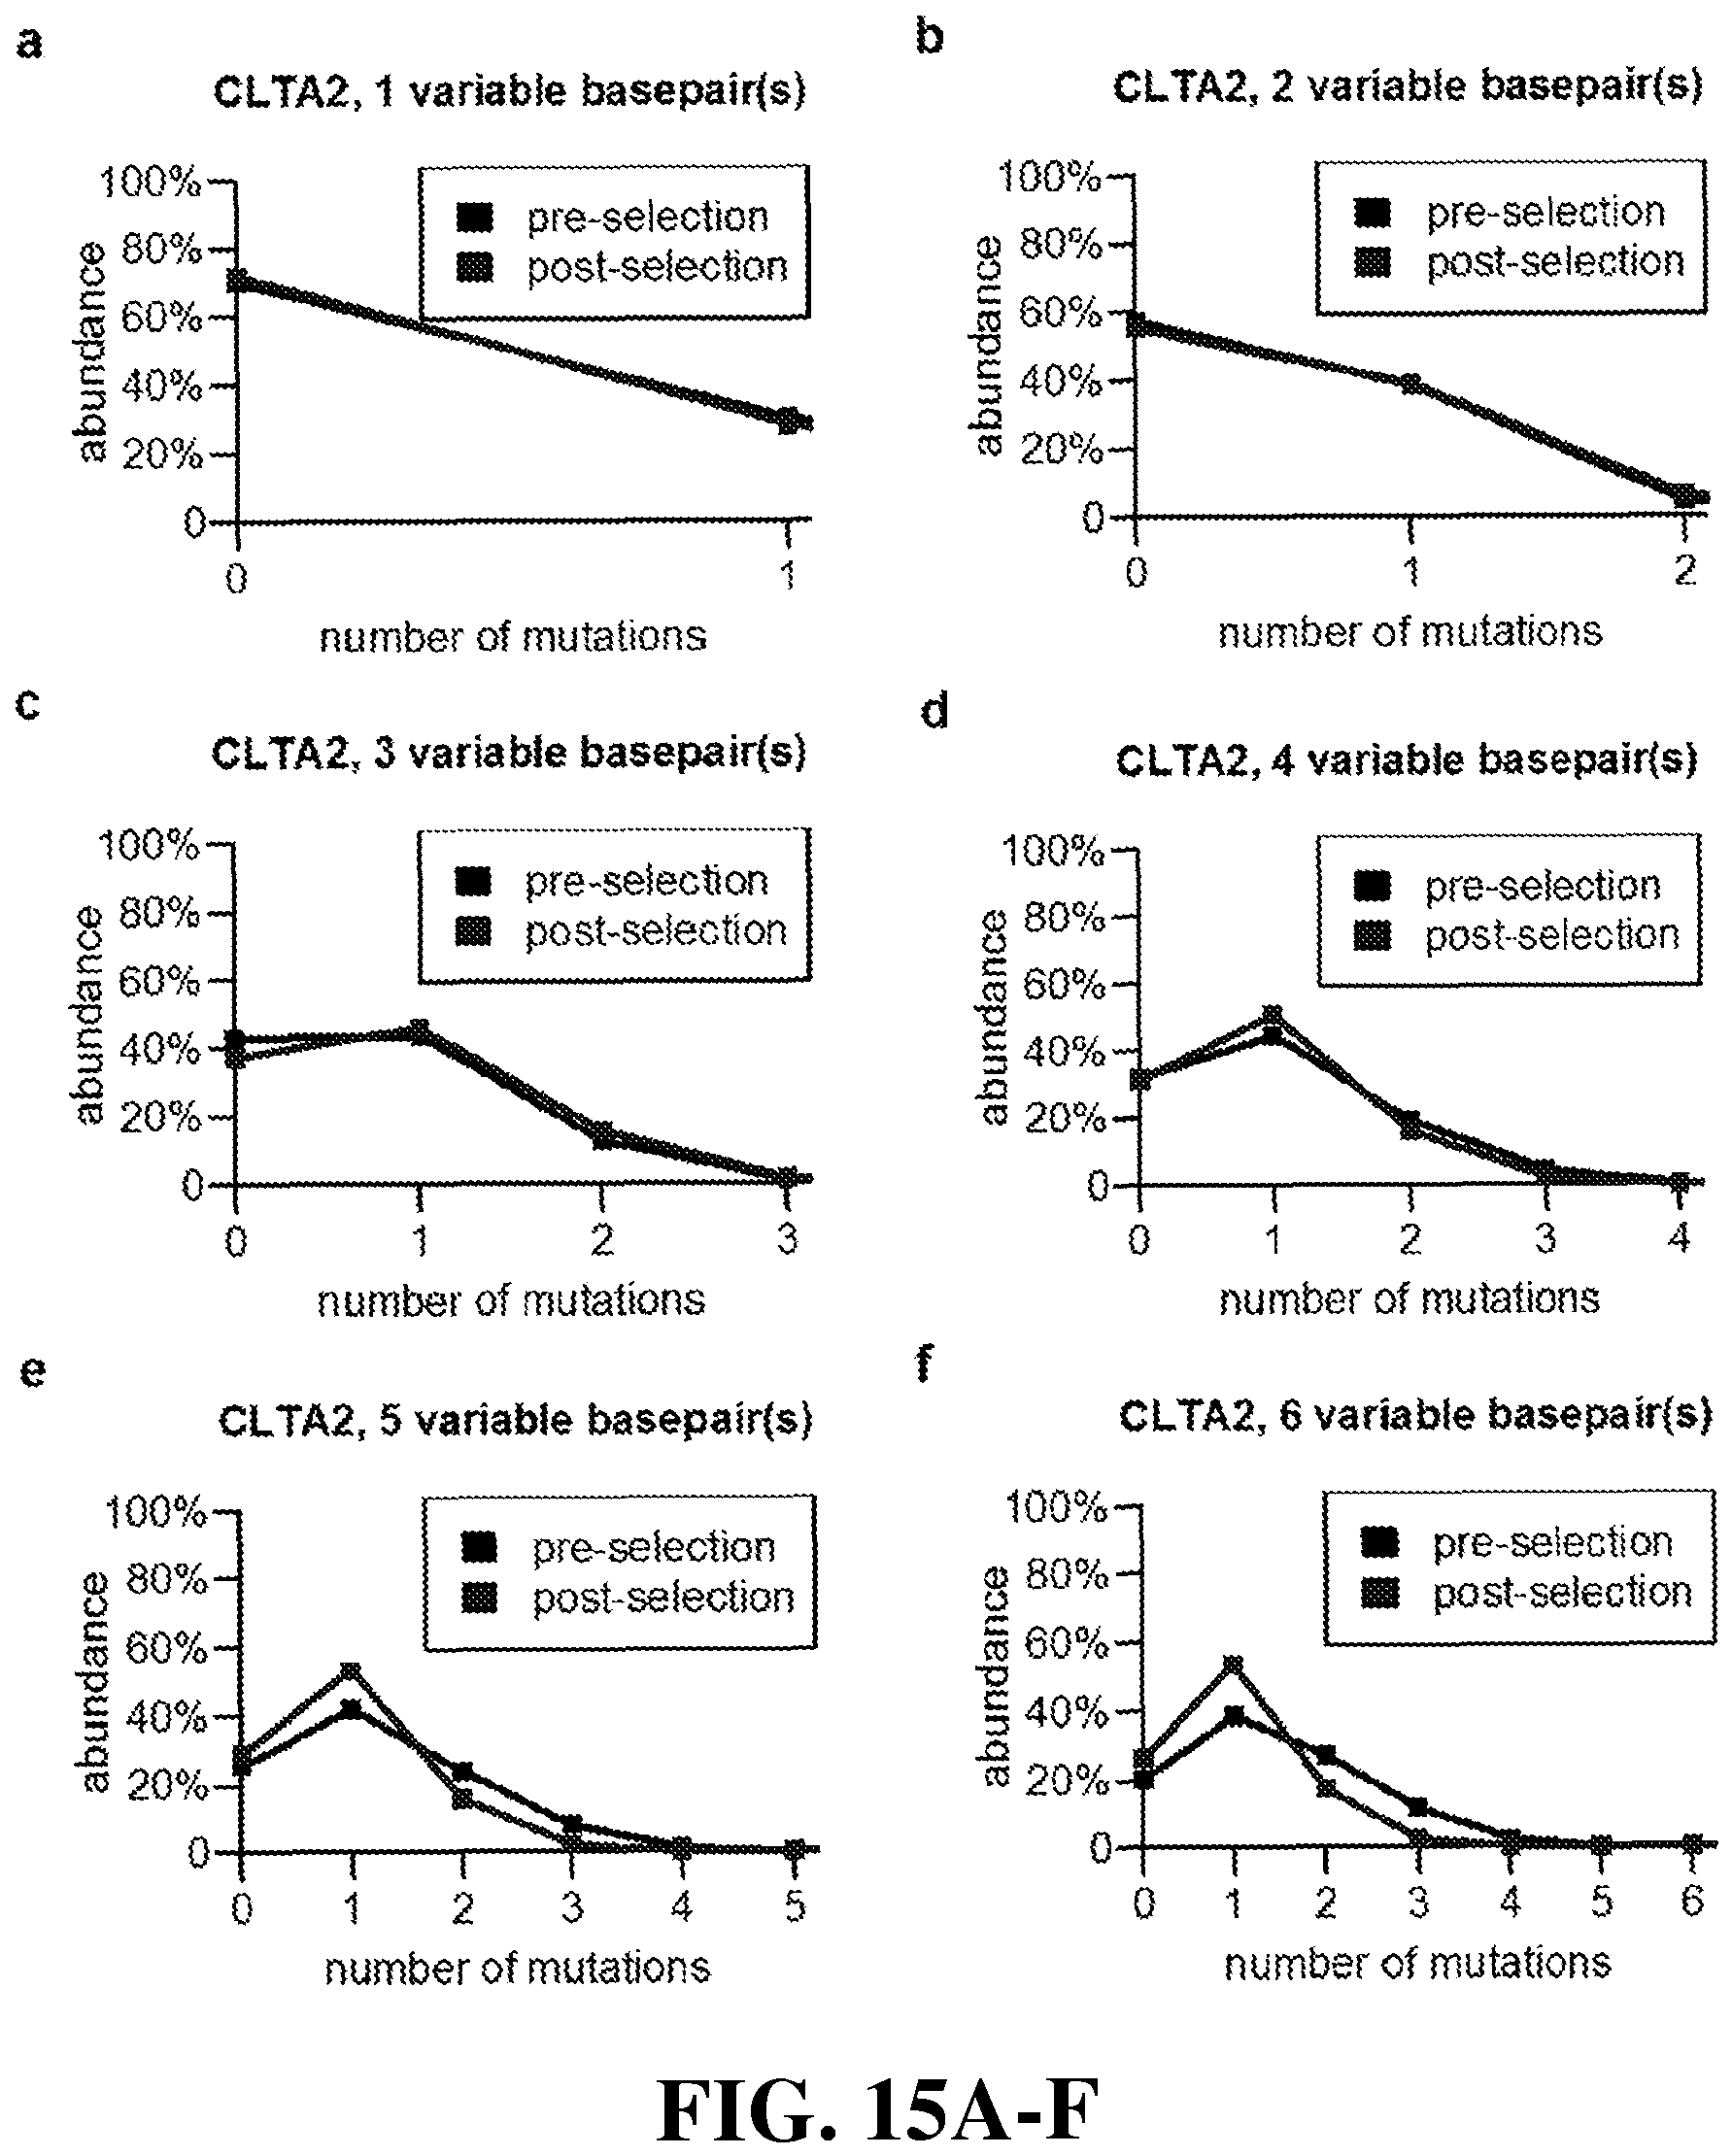 a
CLTA2, 1 variable basepair(s)
100%
80%
60%
40%
20%
0
abundance
pre-selection
post-selection
0 1
number of mutations
b
CLTA2, 2 variable basepair(s)
100%
80%
60%
40%
20%
0
abundance
pre-selection
post-selection
0 1 2
number of mutations
c
CLTA2, 3 variable basepair(s)
100%
80%
60%
40%
20%
0
abundance
pre-selection
post-selection
0 1 2 3
number of mutations
d
CLTA2, 4 variable basepair(s)
100%
80%
60%
40%
20%
0
abundance
pre-selection
post-selection
0 1 2 3 4
number of mutations
e
CLTA2, 5 variable basepair(s)
100%
80%
60%
40%
20%
0
abundance
pre-selection
post-selection
0 1 2 3 4 5
number of mutations
f
CLTA2, 6 variable basepair(s)
100%
80%
60%
40%
20%
0
abundance
pre-selection
post-selection
0 1 2 3 4 5 6
number of mutations
FIG. 15A-F